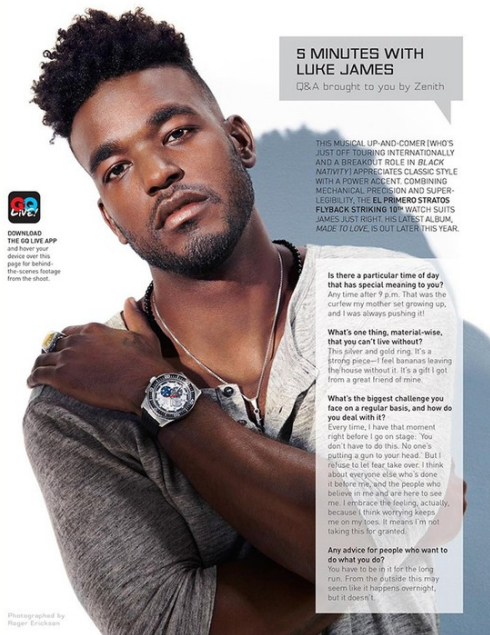 5 MINUTES WITH
LUKE JAMES
Q&A brought to you by Zenith
THIS MUSICAL UP-AND-COMER (WHO'S
JUST OFF TOURING INTERNATIONALLY
AND A BREAKOUT ROLE IN BLACK
NATIVITY) APPRECIATES CLASSIC STYLE
WITH A POWER ACCENT. COMBINING
MECHANICAL PRECISION AND SUPER-
LEGIBILITY, THE EL PRIMERO STRATOS
FLYBACK STRIKING 10TH WATCH SUITS
JAMES JUST RIGHT. HIS LATEST ALBUM,
MADE TO LOVE, IS OUT LATER THIS YEAR.
GQ
LIVE!
DOWNLOAD
THE GQ LIVE APP
and hover your
device over this
page for behind-
the-scenes footage
from the shoot.
Is there a particular time of day
that has special meaning to you?
Any time after 9 p.m. That was the
curfew my mother set growing up,
and I was always pushing it!
What's one thing, material-wise,
that you can't live without?
This silver and gold ring. It's a
strong piece—I feel bananas leaving
the house without it. It's a gift I got
from a great friend of mine.
What's the biggest challenge you
face on a regular basis, and how do
you deal with it?
Every time, I have that moment
right before I go on stage: 'You
don't have to do this. No one's
putting a gun to your head.' But I
refuse to let fear take over. I think
about everyone else who's done
it before me, and the people who
believe in me and are here to see
me. I embrace the feeling, actually,
because I think worrying keeps
me on my toes. It means I'm not
taking this for granted.
Any advice for people who want to
do what you do?
You have to be in it for the long
run. From the outside this may
seem like it happens overnight,
but it doesn't.
Photographed by
Roger Erickson